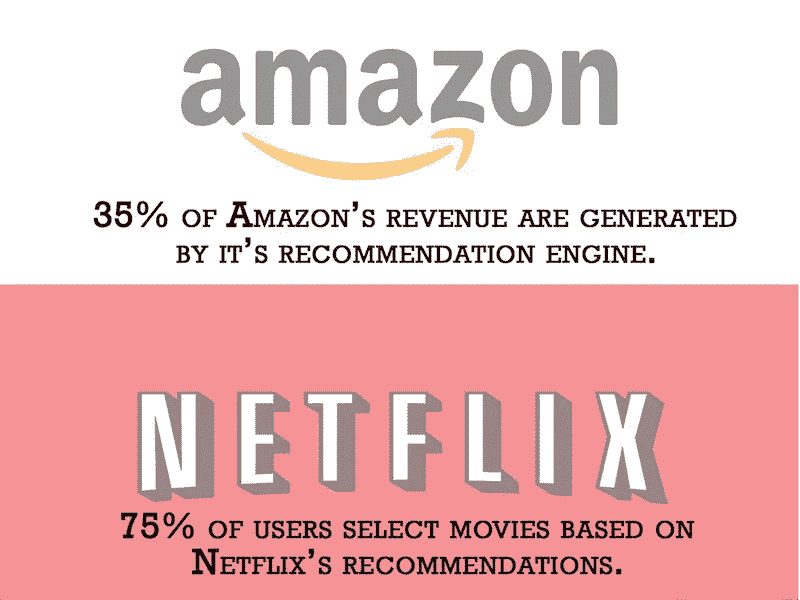 amazon
35% of Amazon's revenue are generated
by it's recommendation engine.
NETFLIX
75% of users select movies based on
Netflix's recommendations.